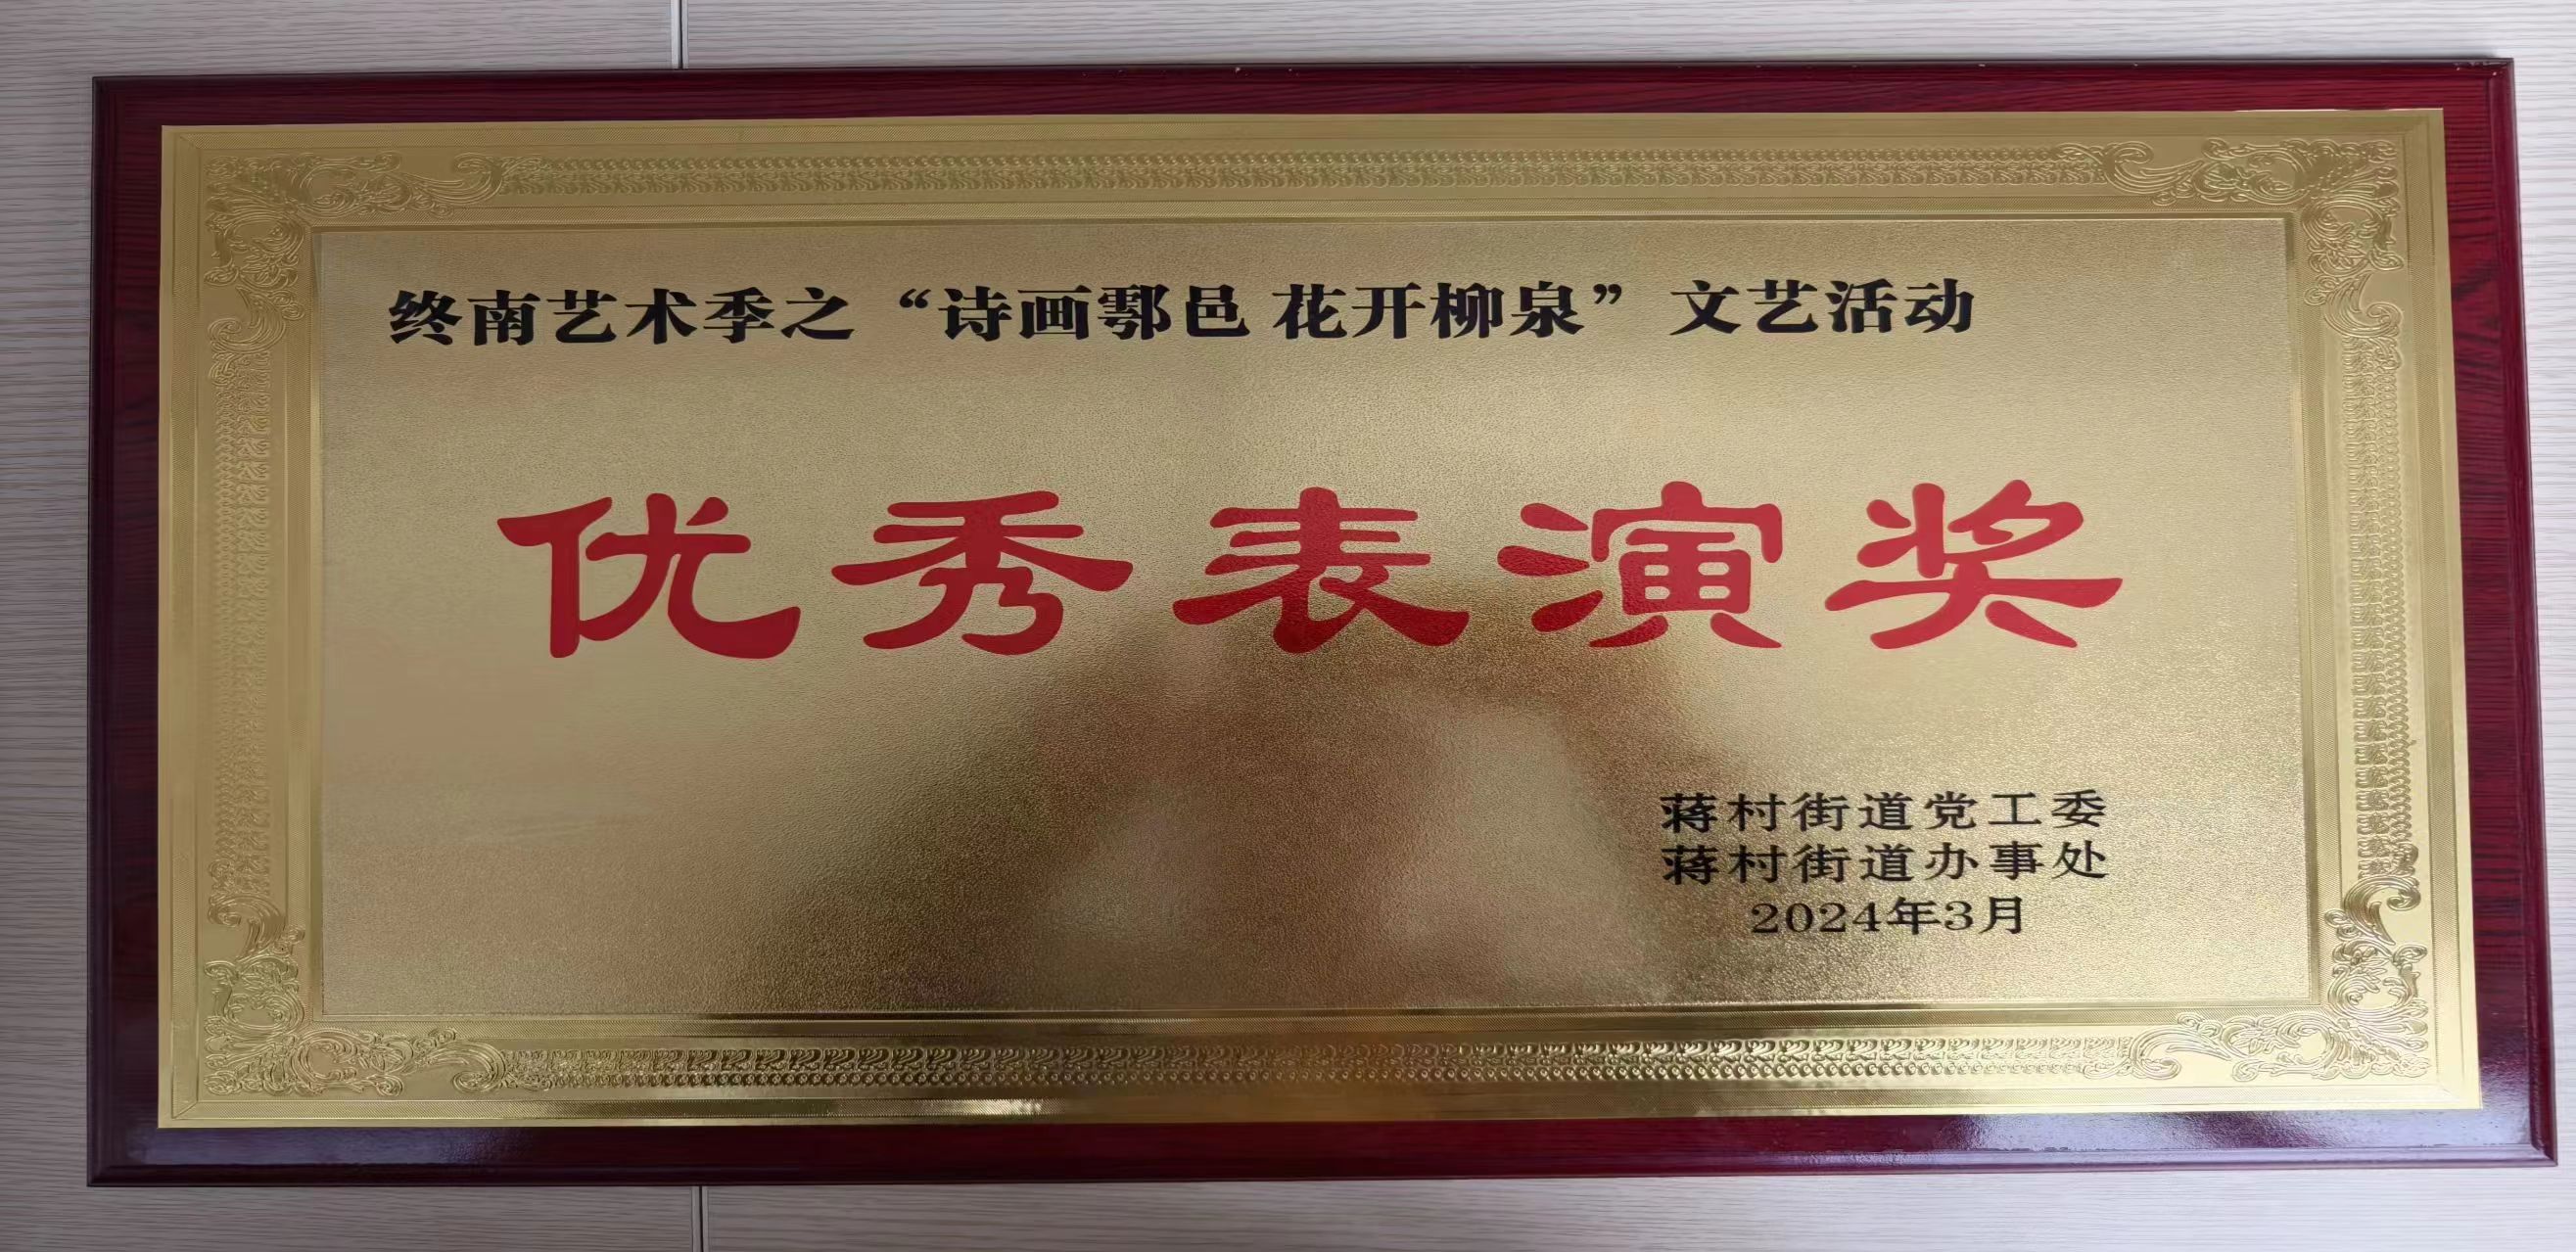 终南艺术季之“诗画鄠邑 花开柳泉”文艺活动
优秀表演奖
蒋村街道党工委
蒋村街道办事处
2024年3月